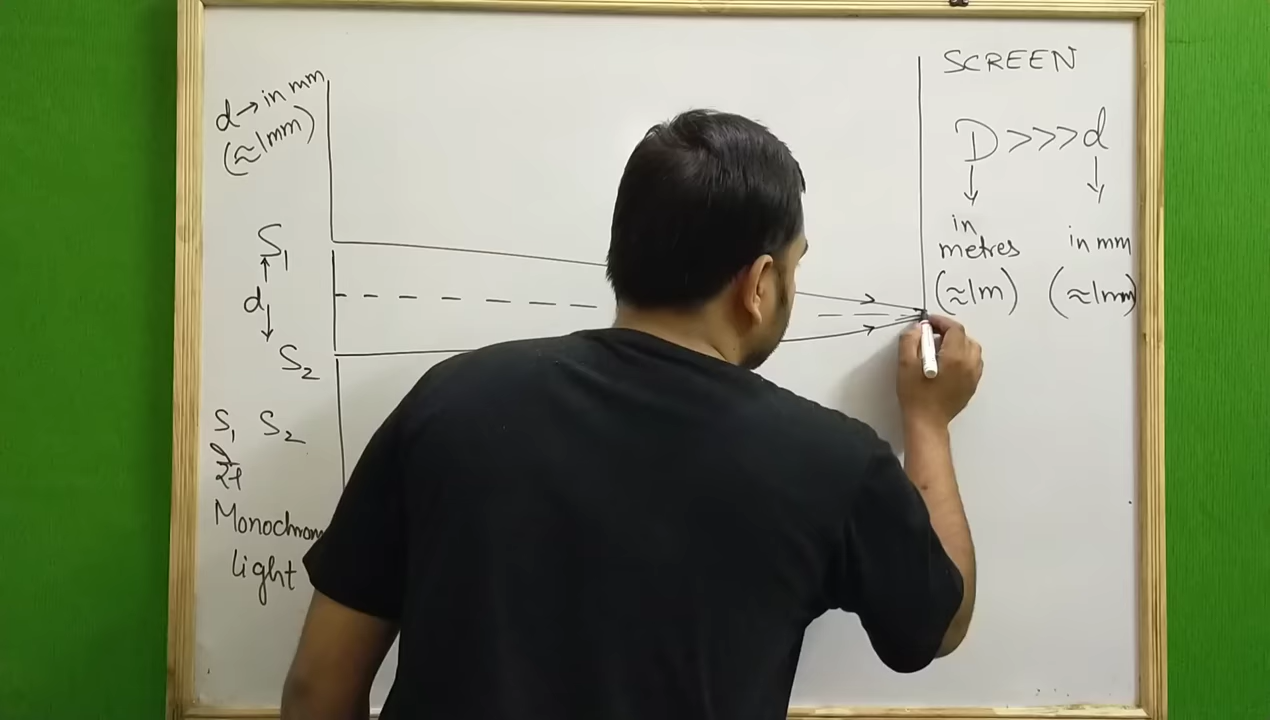 d → in mm
(≈1mm)
S₁
d
S₂
S₁ S₂
Monochrom
light
SCREEN
D >>> d
in metres
in mm
(≈1m)
(≈1mm)